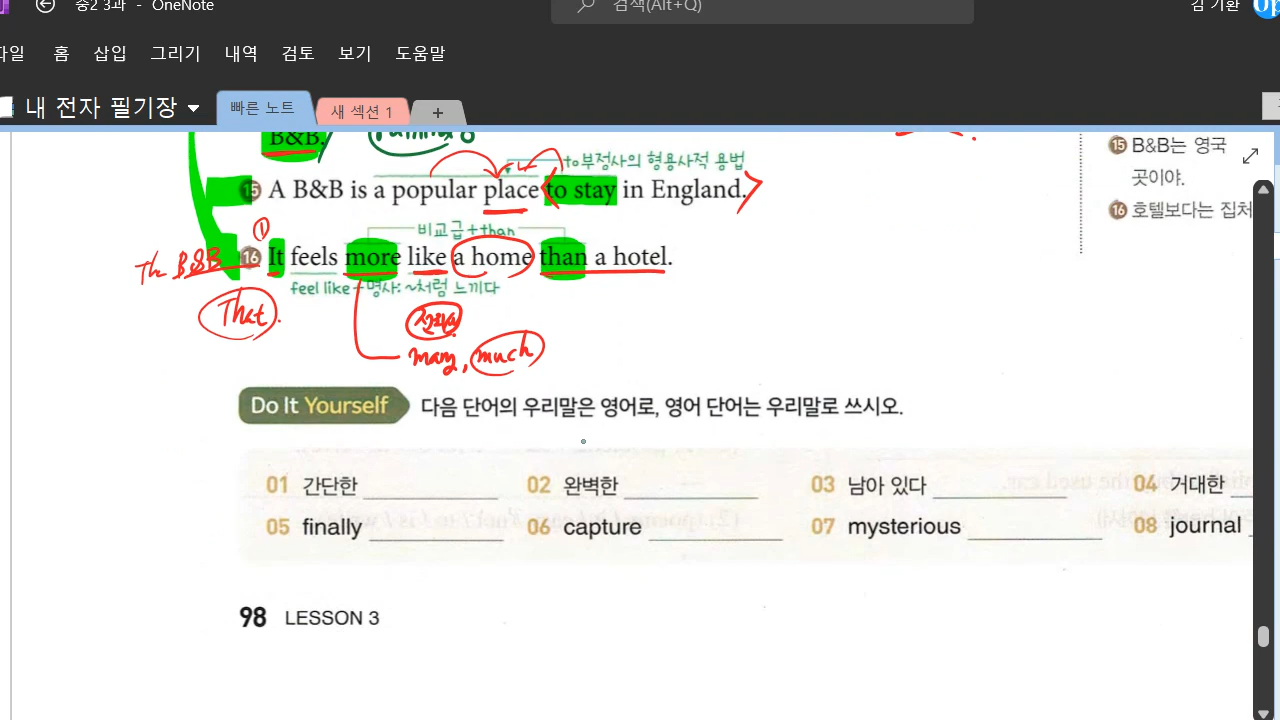 중2 3과 - OneNote
검색(Alt+Q)
김 기환
파일 홈 삽입 그리기 내역 검토 보기 도움말
내 전자 필기장
빠른 노트
새 섹션 1
+
B&B.
to부정사의 형용사적 용법
15 A B&B is a popular place to stay in England.
비교급+than
①
The B&B
16 It feels more like a home than a hotel.
feel like+명사: ~처럼 느끼다
That.
many, much
15 B&B는 영국
곳이야.
16 호텔보다는 집처
Do It Yourself 다음 단어의 우리말은 영어로, 영어 단어는 우리말로 쓰시오.
01 간단한 02 완벽한 03 남아 있다 04 거대한
05 finally 06 capture 07 mysterious 08 journal
98 LESSON 3